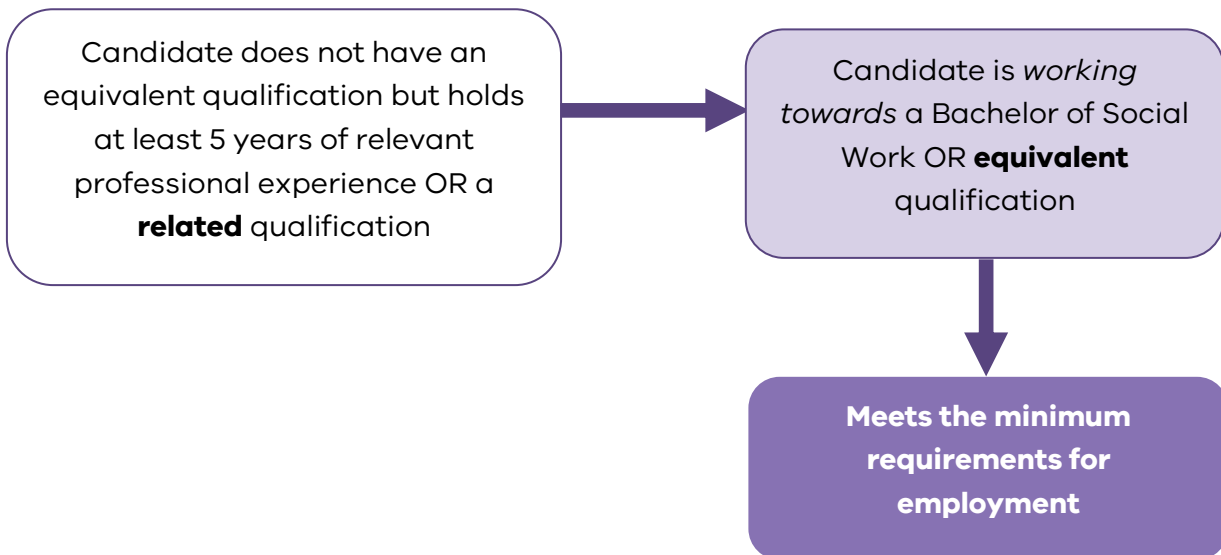 Candidate does not have an
equivalent qualification but holds
at least 5 years of relevant
professional experience OR a
related qualification
Candidate is working
towards a Bachelor of Social
Work OR equivalent
qualification
Meets the minimum
requirements for
employment